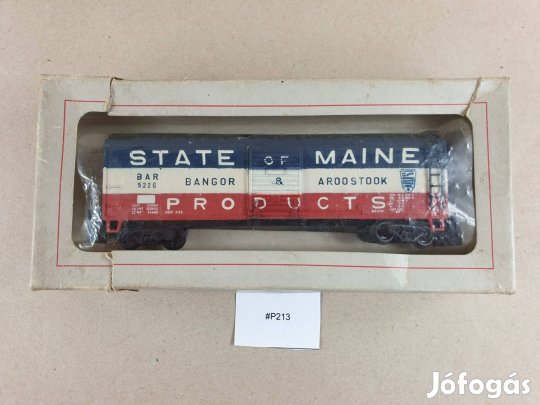 STATE OF MAINE
BAR
5226
BANGOR & AROOSTOOK
PRODUCTS
#P213
Jófogás